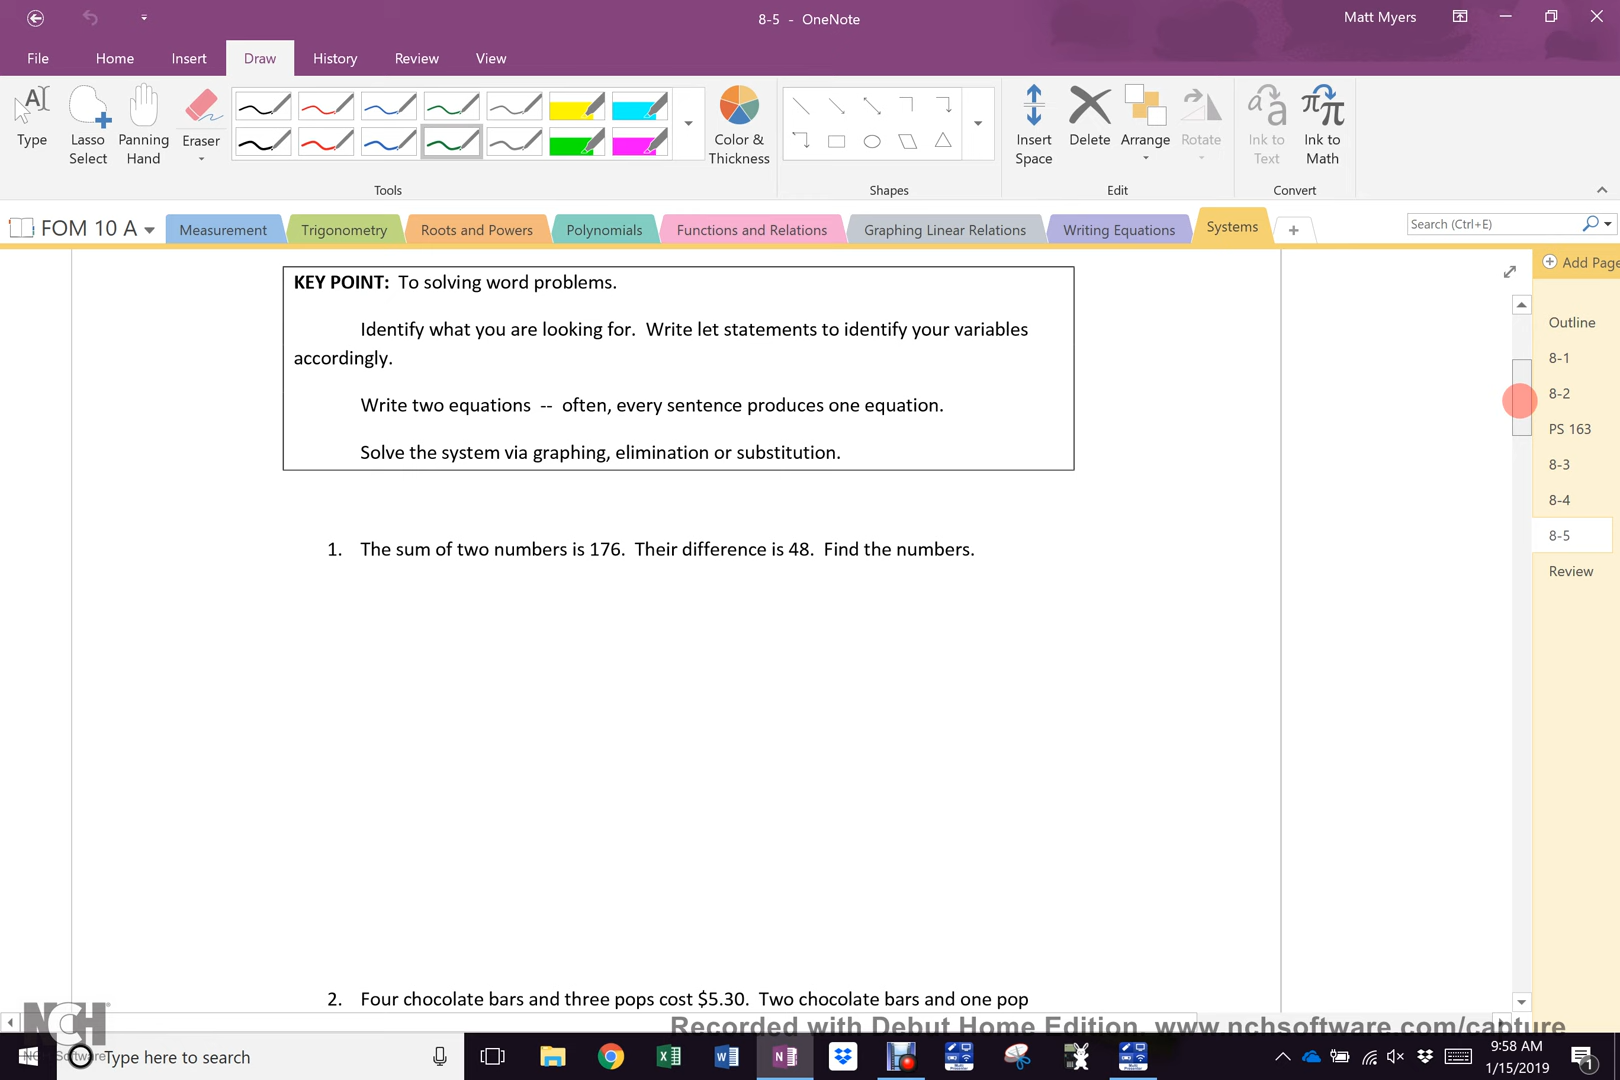 8-5 - OneNote
Matt Myers
File Home Insert Draw History Review View
Type
Lasso Select
Panning Hand
Eraser
Color & Thickness
Insert Space
Delete
Arrange
Rotate
Ink to Text
Ink to Math
Tools
Shapes
Edit
Convert
FOM 10 A
Measurement
Trigonometry
Roots and Powers
Polynomials
Functions and Relations
Graphing Linear Relations
Writing Equations
Systems
Search (Ctrl+E)
Add Page
Outline
8-1
8-2
PS 163
8-3
8-4
8-5
Review
KEY POINT: To solving word problems.
Identify what you are looking for. Write let statements to identify your variables
accordingly.
Write two equations -- often, every sentence produces one equation.
Solve the system via graphing, elimination or substitution.
1. The sum of two numbers is 176. Their difference is 48. Find the numbers.
2. Four chocolate bars and three pops cost $5.30. Two chocolate bars and one pop
Recorded with Debut Home Edition. www.nchsoftware.com/capture
NCH
NCH Software
Type here to search
9:58 AM
1/15/2019
1